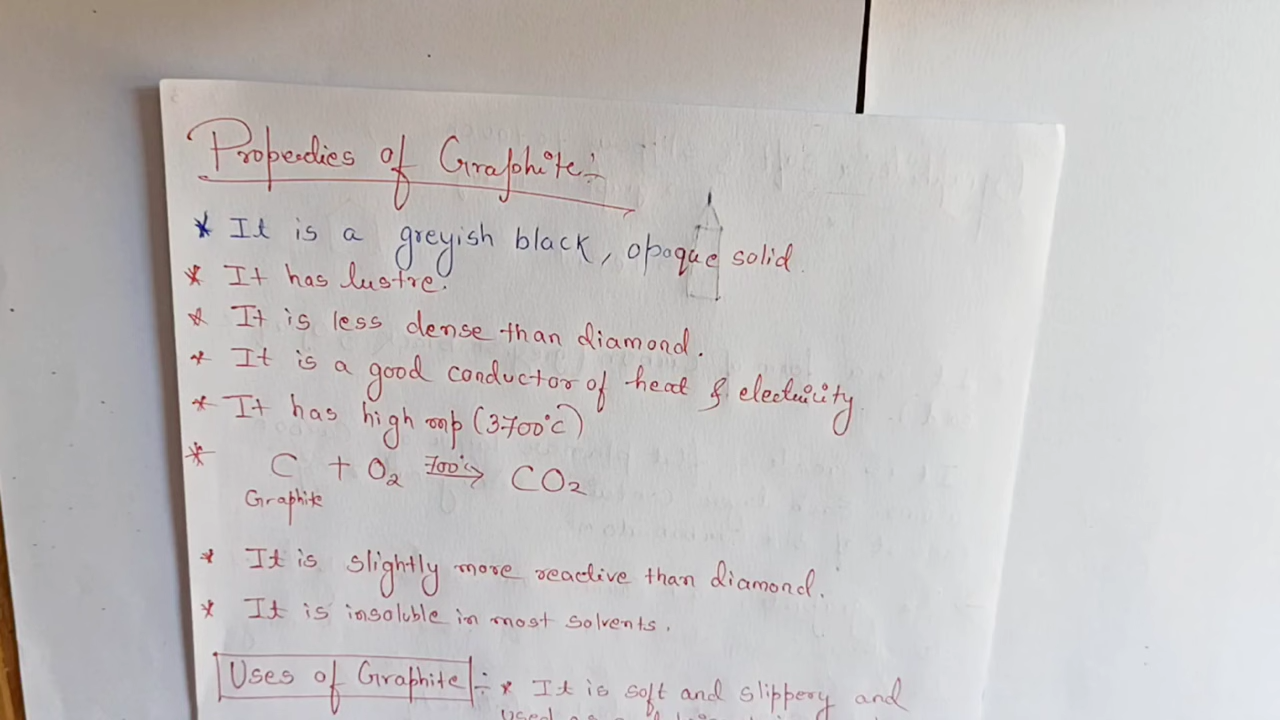 Properties of Graphite:-
* It is a greyish black, opaque solid.
* It has lustre.
* It is less dense than diamond.
* It is a good conductor of heat & electricity
* It has high mp (3700°C)
* C + O₂ 700°C → CO₂
Graphite
* It is slightly more reactive than diamond.
* It is insoluble in most solvents.
Uses of Graphite :- * It is soft and slippery and
used as a